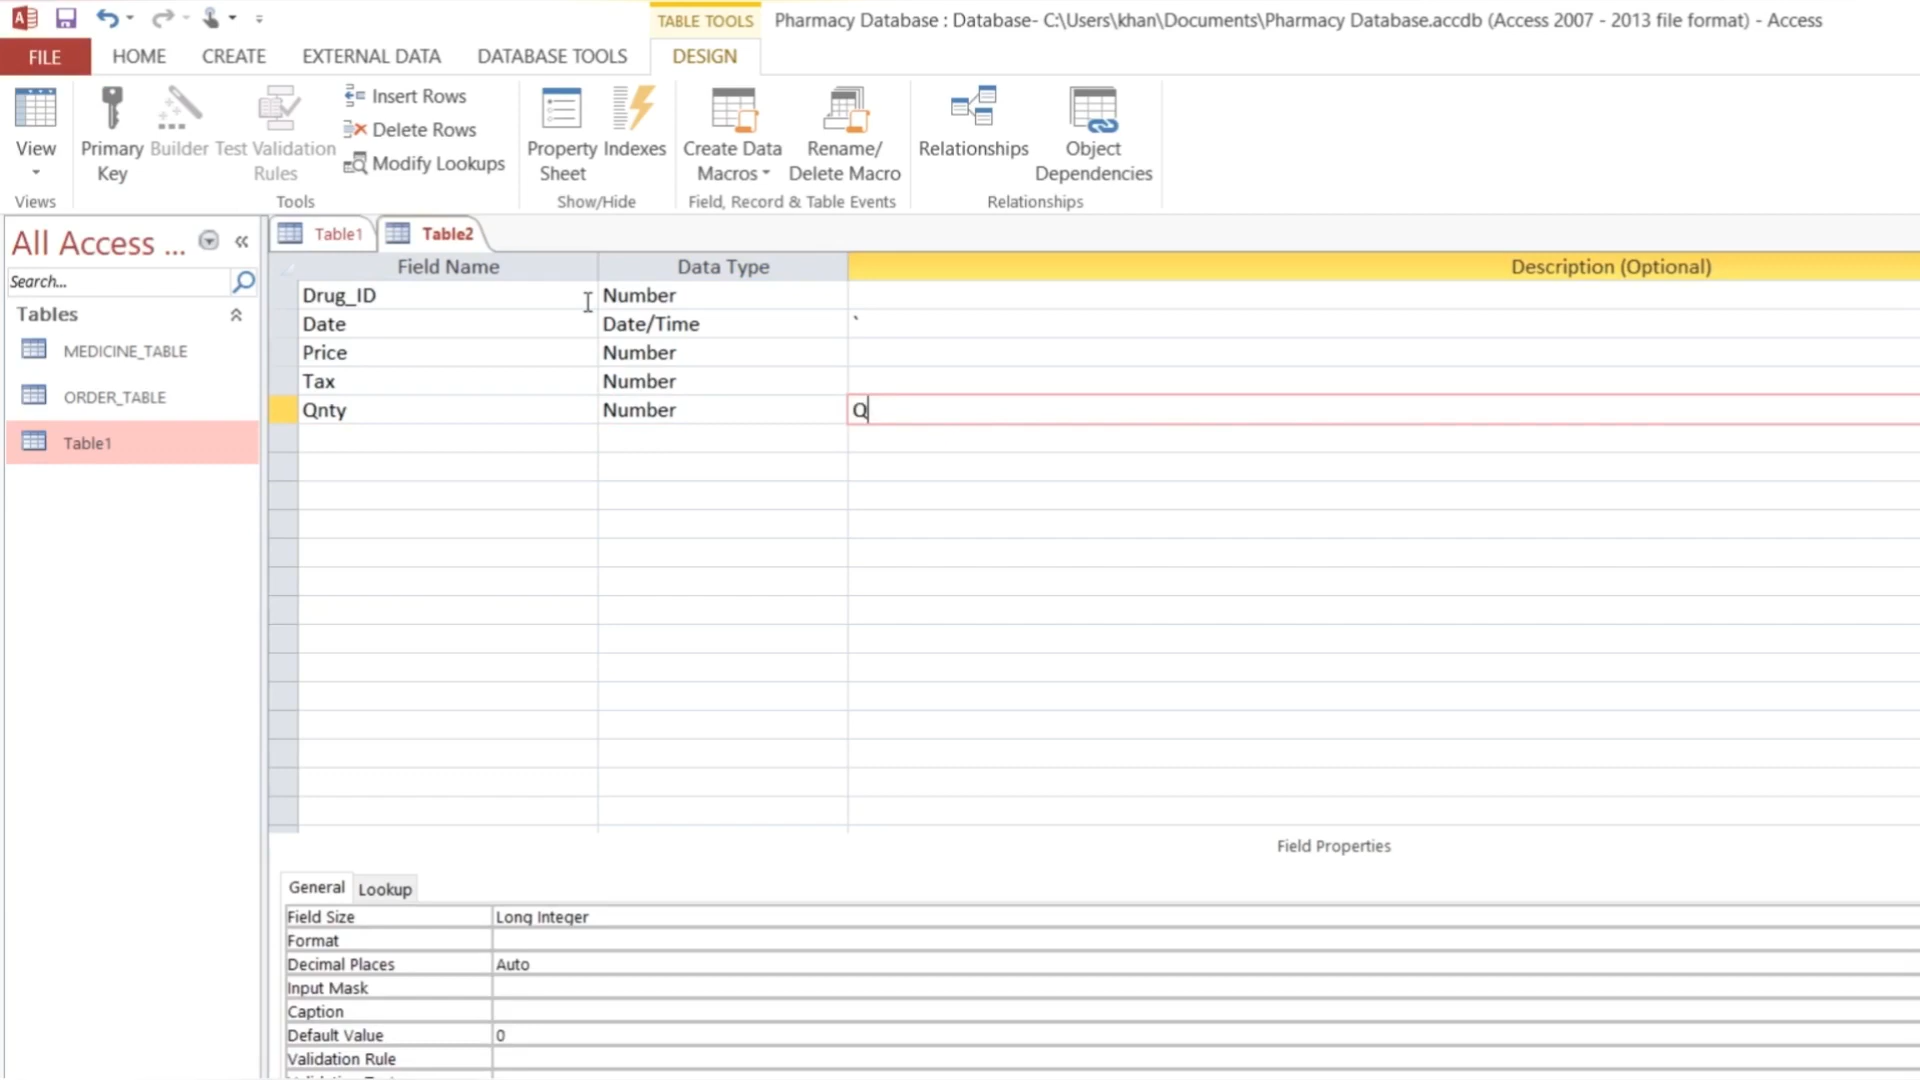 TABLE TOOLS
Pharmacy Database : Database- C:\Users\khan\Documents\Pharmacy Database.accdb (Access 2007 - 2013 file format) - Access
FILE
HOME
CREATE
EXTERNAL DATA
DATABASE TOOLS
DESIGN
View
Primary Key
Builder
Test Validation Rules
Insert Rows
Delete Rows
Modify Lookups
Property Sheet
Indexes
Create Data Macros
Rename/ Delete Macro
Relationships
Object Dependencies
Views
Tools
Show/Hide
Field, Record & Table Events
Relationships
All Access ...
Search...
Tables
MEDICINE_TABLE
ORDER_TABLE
Table1
Table1
Table2
Field Name Data Type Description (Optional)
Drug_ID Number
Date Date/Time `
Price Number
Tax Number
Qnty Number Q
Field Properties
General Lookup
Field Size Long Integer
Format
Decimal Places Auto
Input Mask
Caption
Default Value 0
Validation Rule